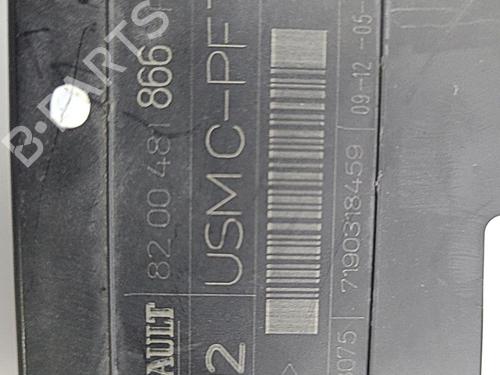 B-PARTS
AULT 82 00 481 866
2 USM C-PF
075 7190318459 09-12-05-